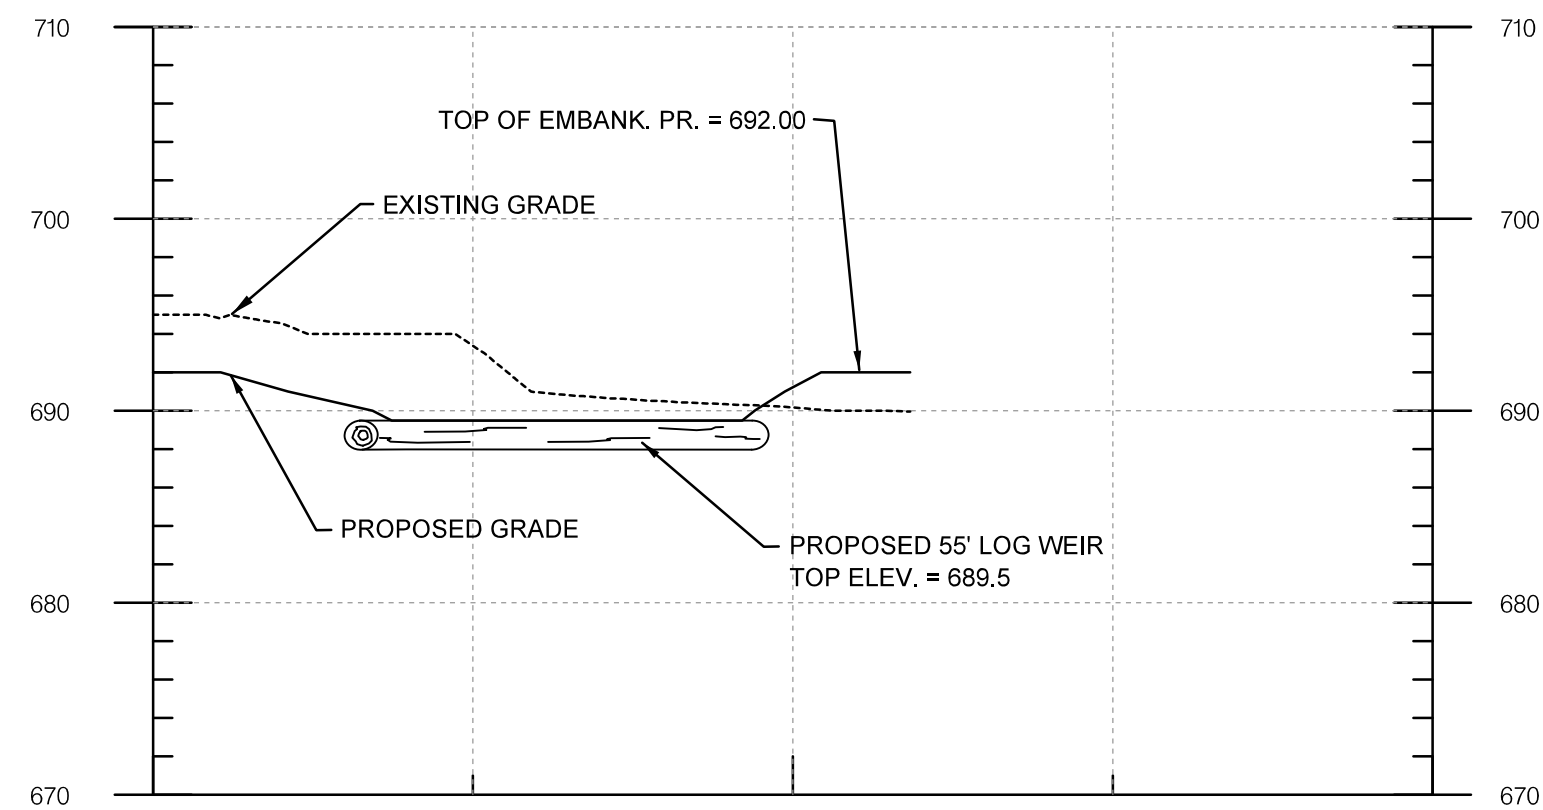 710
710
TOP OF EMBANK. PR. = 692.00
EXISTING GRADE
700
700
690
690
PROPOSED GRADE
PROPOSED 55' LOG WEIR
TOP ELEV. = 689.5
680
680
670
670